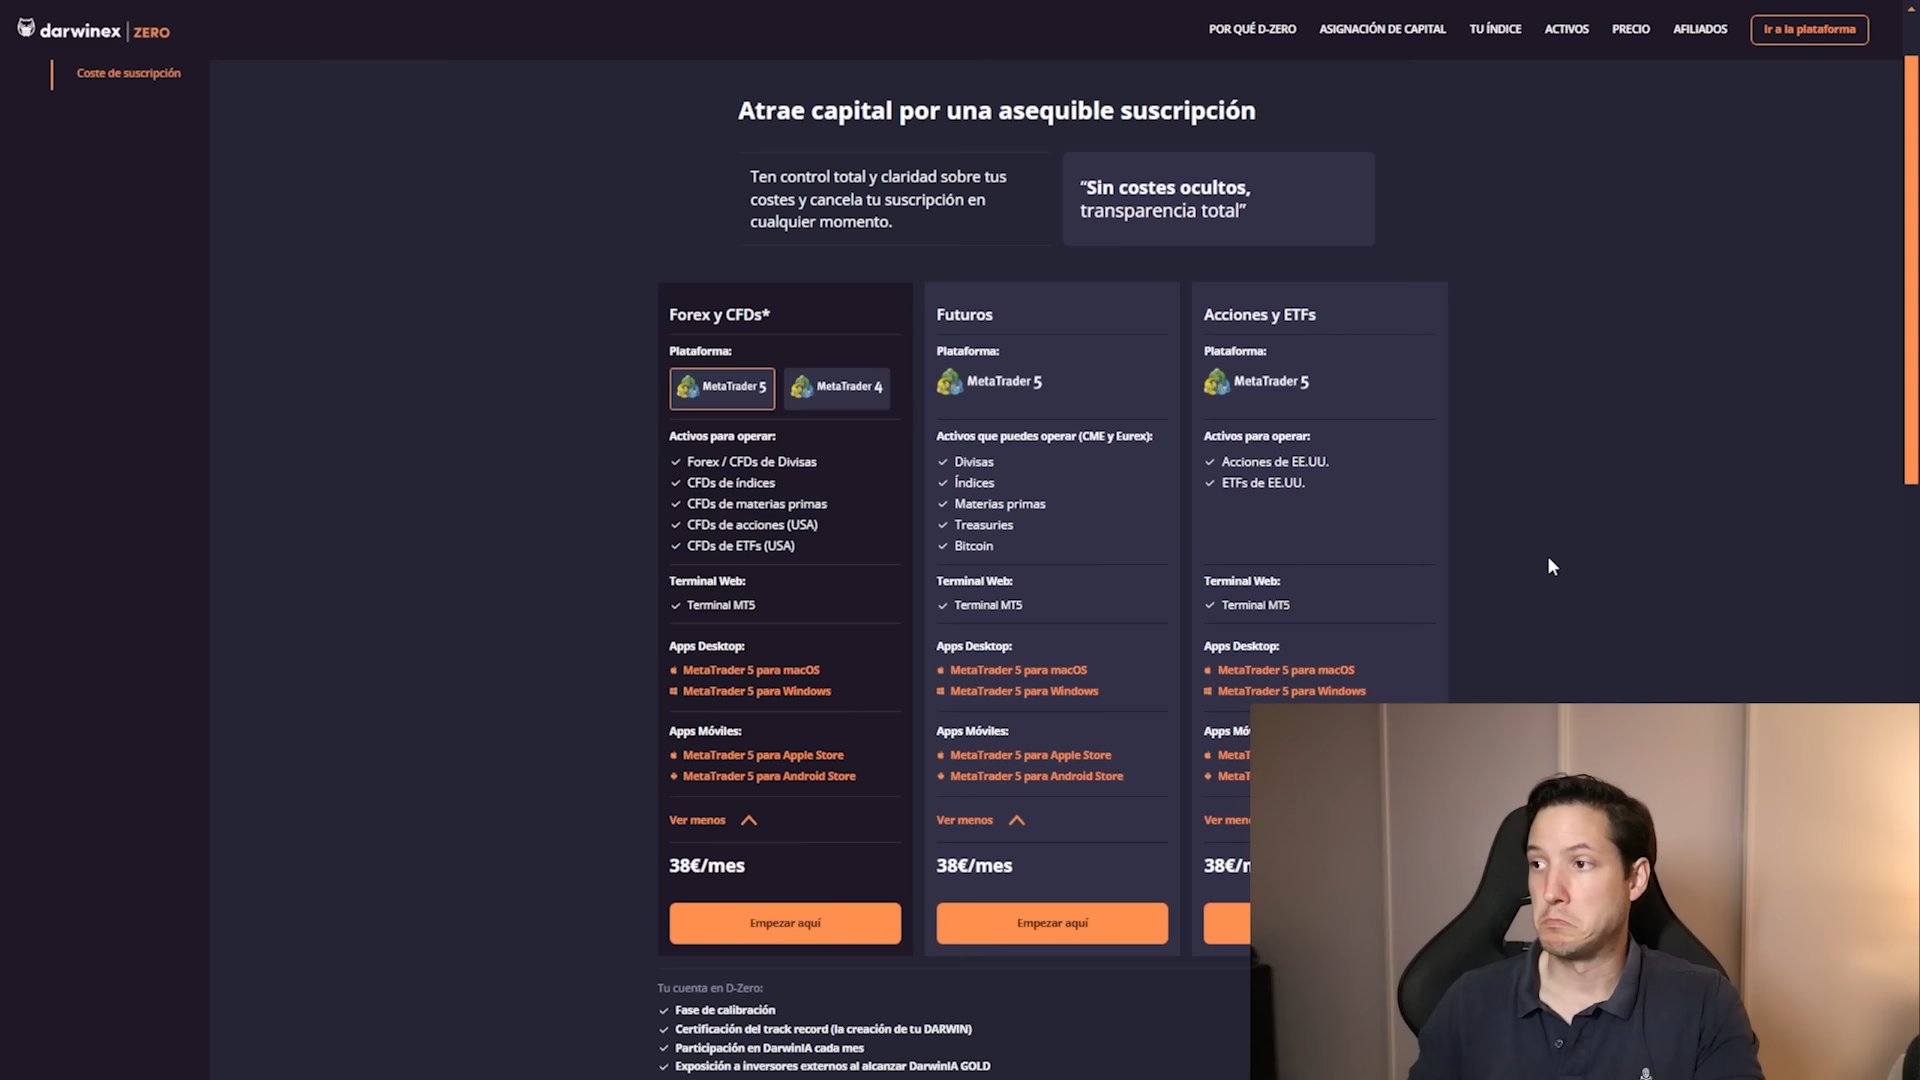 darwinex | ZERO
POR QUÉ D-ZERO
ASIGNACIÓN DE CAPITAL
TU ÍNDICE
ACTIVOS
PRECIO
AFILIADOS
Ir a la plataforma
Coste de suscripción
Atrae capital por una asequible suscripción
Ten control total y claridad sobre tus
costes y cancela tu suscripción en
cualquier momento.
"Sin costes ocultos,
transparencia total"
Forex y CFDs*
Plataforma:
MetaTrader 5
MetaTrader 4
Activos para operar:
Forex / CFDs de Divisas
CFDs de índices
CFDs de materias primas
CFDs de acciones (USA)
CFDs de ETFs (USA)
Terminal Web:
Terminal MT5
Apps Desktop:
MetaTrader 5 para macOS
MetaTrader 5 para Windows
Apps Móviles:
MetaTrader 5 para Apple Store
MetaTrader 5 para Android Store
Ver menos
38€/mes
Empezar aquí
Futuros
Plataforma:
MetaTrader 5
Activos que puedes operar (CME y Eurex):
Divisas
Índices
Materias primas
Treasuries
Bitcoin
Terminal Web:
Terminal MT5
Apps Desktop:
MetaTrader 5 para macOS
MetaTrader 5 para Windows
Apps Móviles:
MetaTrader 5 para Apple Store
MetaTrader 5 para Android Store
Ver menos
38€/mes
Empezar aquí
Acciones y ETFs
Plataforma:
MetaTrader 5
Activos para operar:
Acciones de EE.UU.
ETFs de EE.UU.
Terminal Web:
Terminal MT5
Apps Desktop:
MetaTrader 5 para macOS
MetaTrader 5 para Windows
Apps
Ver
Tu cuenta en D-Zero:
Fase de calibración
Certificación del track record (la creación de tu DARWIN)
Participación en DarwinIA cada mes
Exposición a inversores externos al alcanzar DarwinIA GOLD